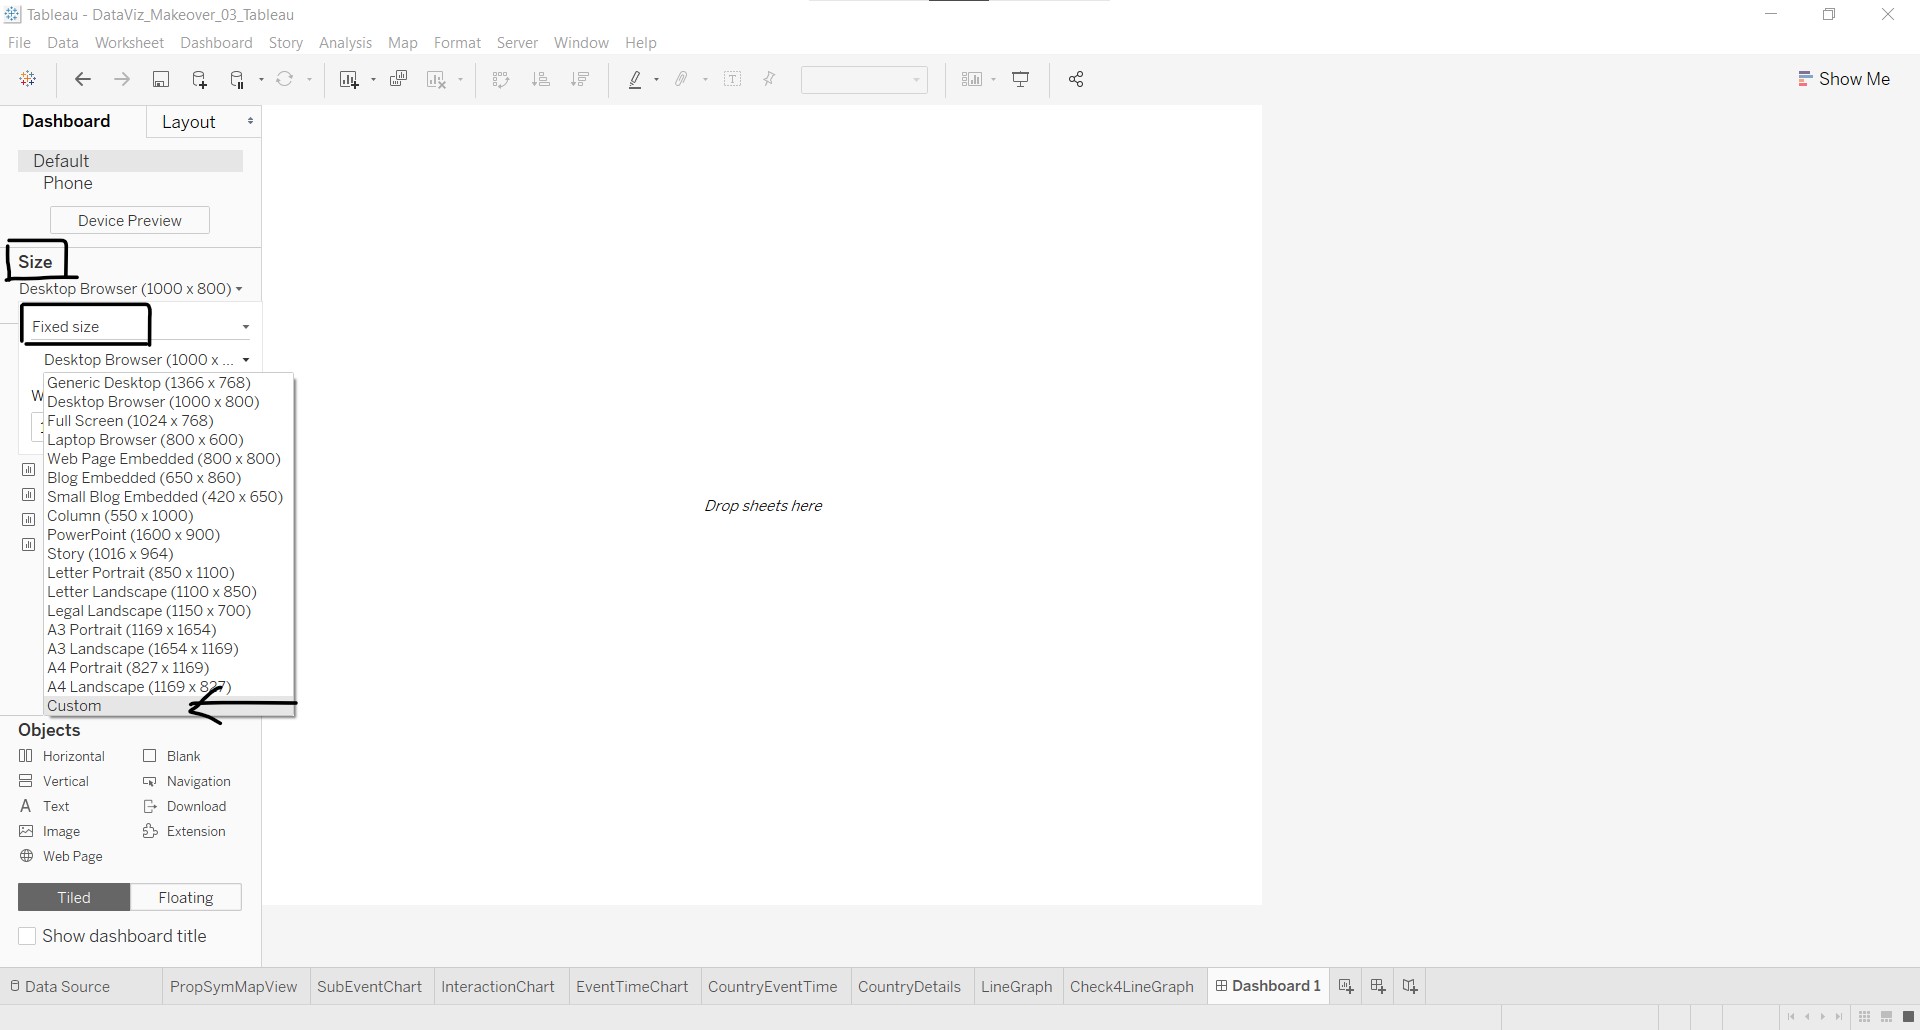 Tableau - DataViz_Makeover_03_Tableau
File Data Worksheet Dashboard Story Analysis Map Format Server Window Help
Show Me
Dashboard Layout
Default
Phone
Device Preview
Size
Desktop Browser (1000 x 800)
Fixed size
Desktop Browser (1000 x ...
Generic Desktop (1366 x 768)
W
Desktop Browser (1000 x 800)
Full Screen (1024 x 768)
Laptop Browser (800 x 600)
Web Page Embedded (800 x 800)
Blog Embedded (650 x 860)
Small Blog Embedded (420 x 650)
Column (550 x 1000)
PowerPoint (1600 x 900)
Story (1016 x 964)
Letter Portrait (850 x 1100)
Letter Landscape (1100 x 850)
Legal Landscape (1150 x 700)
A3 Portrait (1169 x 1654)
A3 Landscape (1654 x 1169)
A4 Portrait (827 x 1169)
A4 Landscape (1169 x 827)
Custom
Drop sheets here
Objects
Horizontal Blank
Vertical Navigation
Text Download
Image Extension
Web Page
Tiled Floating
Show dashboard title
Data Source PropSymMapView SubEventChart InteractionChart EventTimeChart CountryEventTime CountryDetails LineGraph Check4LineGraph Dashboard 1